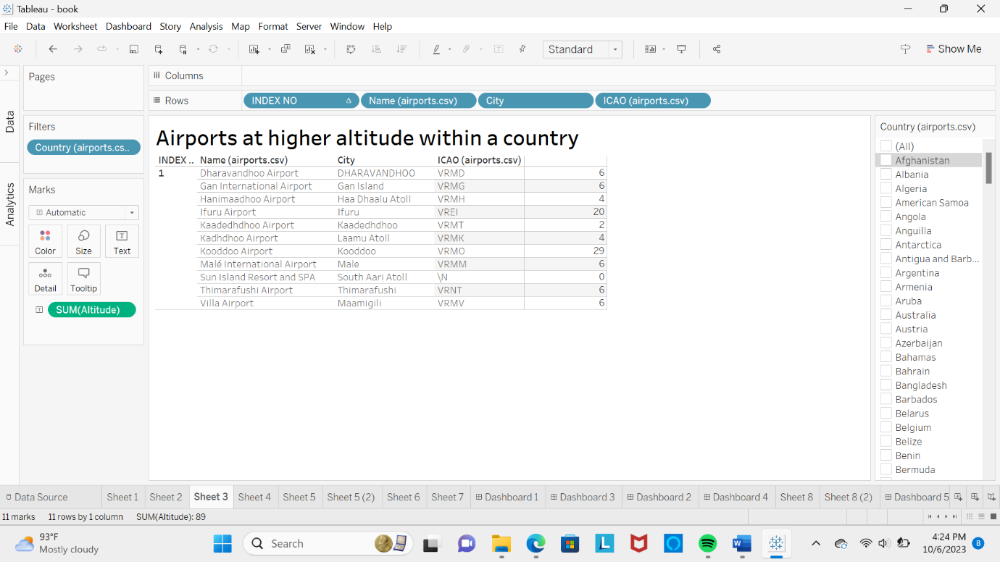 Tableau - book
File Data Worksheet Dashboard Story Analysis Map Format Server Window Help
Standard
Show Me
Pages
Columns
Rows INDEX NO Δ Name (airports.csv) City ICAO (airports.csv)
Data
Analytics
Filters
Country (airports.cs..
Marks
Automatic
Color Size Text
Detail Tooltip
SUM(Altitude)
Airports at higher altitude within a country
INDEX .. Name (airports.csv) City ICAO (airports.csv)
1 Dharavandhoo Airport DHARAVANDHOO VRMD 6
Gan International Airport Gan Island VRMG 6
Hanimaadhoo Airport Haa Dhaalu Atoll VRMH 4
Ifuru Airport Ifuru VREI 20
Kaadedhdhoo Airport Kaadedhdhoo VRMT 2
Kadhdhoo Airport Laamu Atoll VRMK 4
Kooddoo Airport Kooddoo VRMO 29
Malé International Airport Male VRMM 6
Sun Island Resort and SPA South Aari Atoll \N 0
Thimarafushi Airport Thimarafushi VRNT 6
Villa Airport Maamigili VRMV 6
Country (airports.csv)
(All)
Afghanistan
Albania
Algeria
American Samoa
Angola
Anguilla
Antarctica
Antigua and Barb...
Argentina
Armenia
Aruba
Australia
Austria
Azerbaijan
Bahamas
Bahrain
Bangladesh
Barbados
Belarus
Belgium
Belize
Benin
Bermuda
Data Source Sheet 1 Sheet 2 Sheet 3 Sheet 4 Sheet 5 Sheet 5 (2) Sheet 6 Sheet 7 Dashboard 1 Dashboard 3 Dashboard 2 Dashboard 4 Sheet 8 Sheet 8 (2) Dashboard 5
11 marks 11 rows by 1 column SUM(Altitude): 89
93°F
Mostly cloudy
Search
4:24 PM
10/6/2023
8